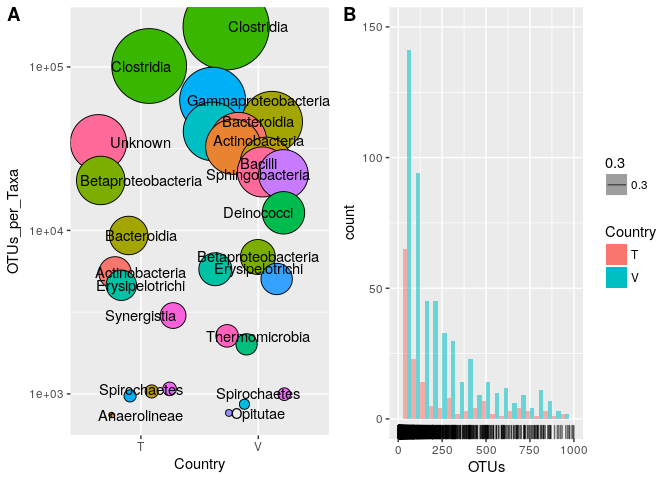 A
OTUs_per_Taxa
1e+05
1e+04
1e+03
Clostridia
Clostridia
Gammaproteobacteria
Bacteroidia
Actinobacteria
Unknown
Bacilli
Sphingobacteria
Betaproteobacteria
Deinococci
Bacteroidia
Betaproteobacteria
Erysipelotrichi
Actinobacteria
Erysipelotrichi
Synergistia
Thermomicrobia
Spirochaetes
Spirochaetes
Anaerolineae
Opitutae
T
V
Country
B
count
150
100
50
0
0
250
500
750
1000
OTUs
0.3
0.3
Country
T
V